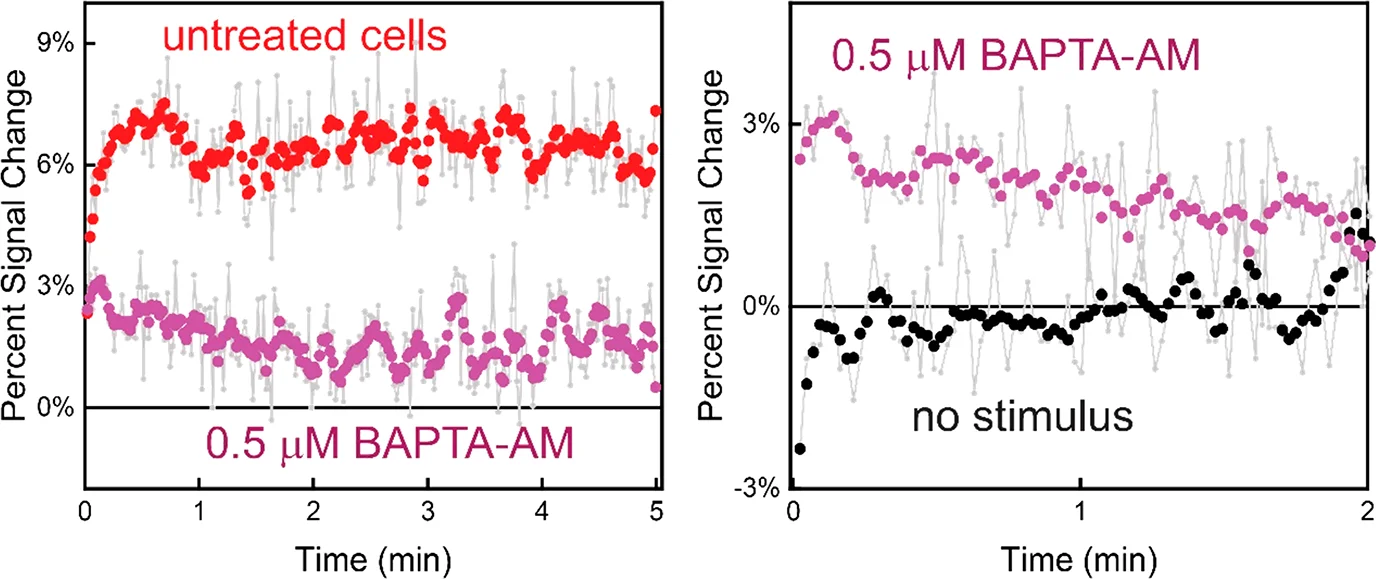 Percent Signal Change
9%
6%
3%
0%
untreated cells
0.5 μM BAPTA-AM
0 1 2 3 4 5
Time (min)
Percent Signal Change
3%
0%
-3%
0.5 μM BAPTA-AM
no stimulus
0 1 2
Time (min)